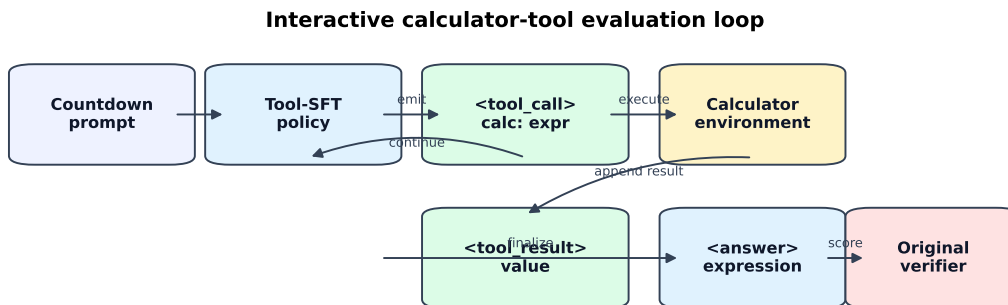 Interactive calculator-tool evaluation loop
Countdown
prompt
Tool-SFT
policy
emit
<tool_call>
calc: expr
execute
Calculator
environment
continue
append result
<tool_result>
value
finalize
<answer>
expression
score
Original
verifier